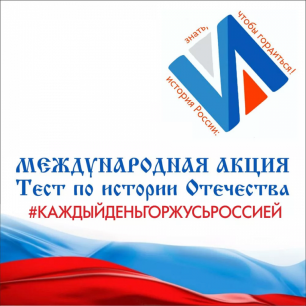 история России:
знать,
чтобы гордиться!
МЕЖДУНАРОДНАЯ АКЦИЯ
Тест по истории Отечества
#КАЖДЫЙДЕНЬГОРЖУСЬРОССИЕЙ